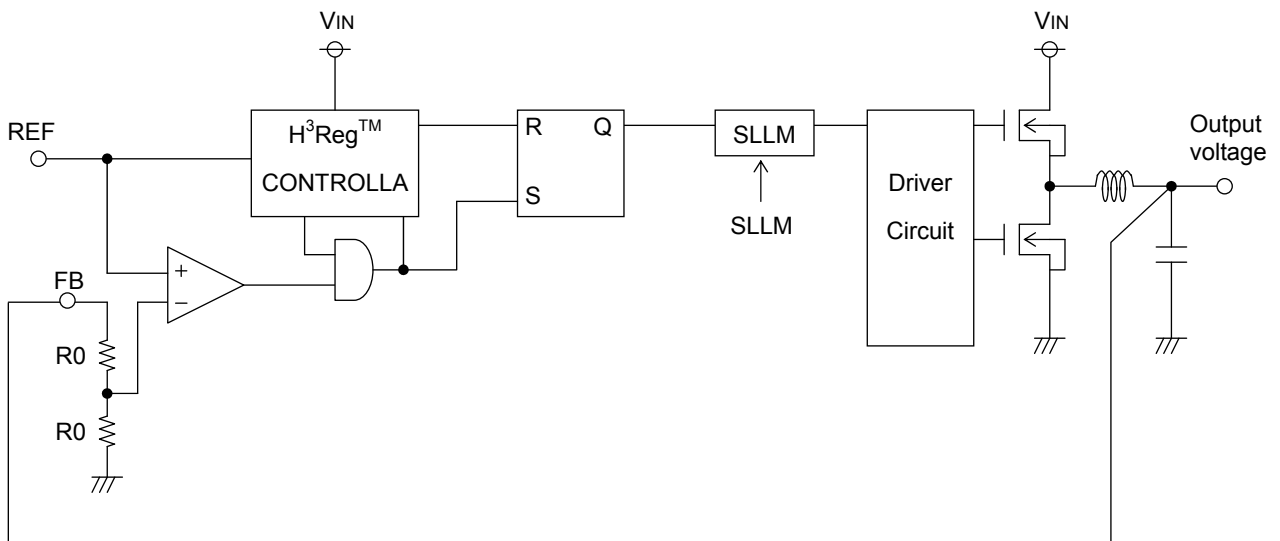 VIN
VIN
REF
H³Reg™
CONTROLLA
R
Q
S
SLLM
SLLM
Driver
Circuit
Output
voltage
+
−
FB
R0
R0